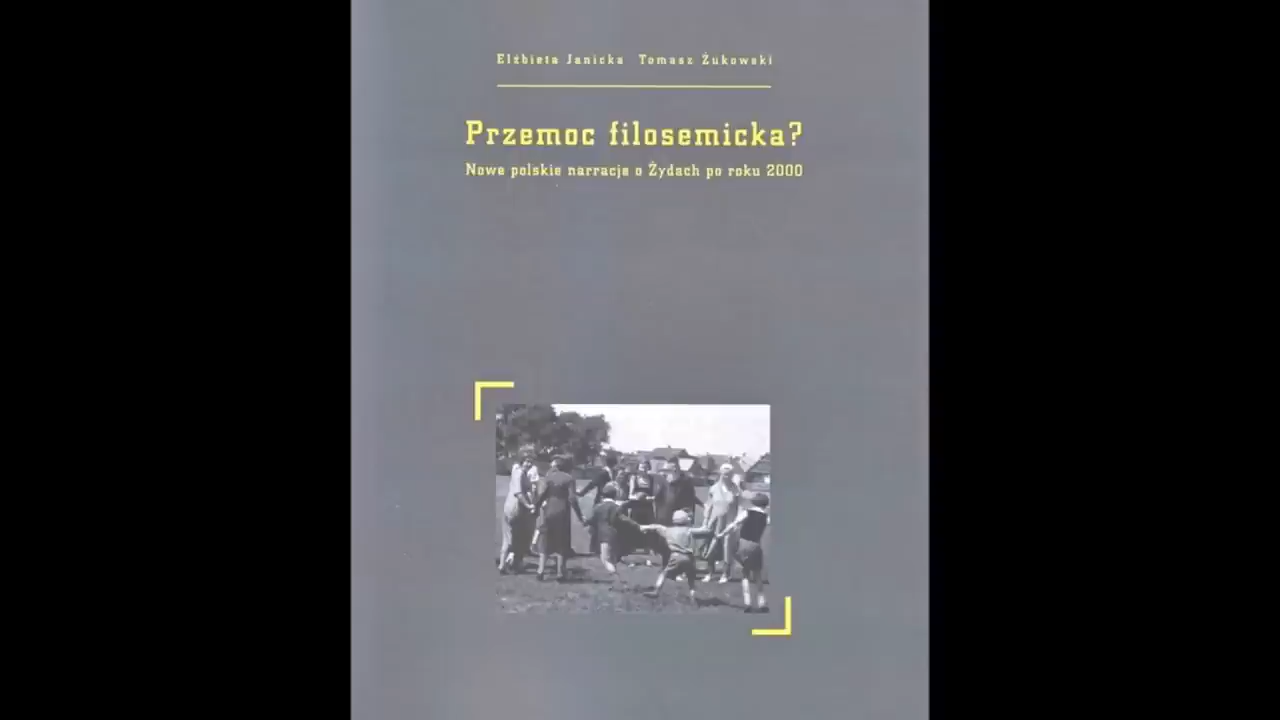 Elżbieta Janicka Tomasz Żukowski
Przemoc filosemicka?
Nowe polskie narracje o Żydach po roku 2000